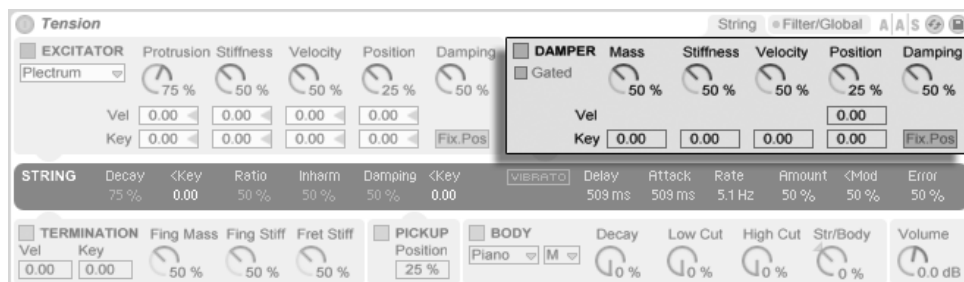 Tension String Filter/Global A A S
EXCITATOR Protrusion Stiffness Velocity Position Damping
Plectrum 75 % 50 % 50 % 25 % 50 %
Vel 0.00 0.00 0.00 0.00
Key 0.00 0.00 0.00 0.00 Fix.Pos
DAMPER Mass Stiffness Velocity Position Damping
Gated 50 % 50 % 50 % 25 % 50 %
Vel 0.00
Key 0.00 0.00 0.00 0.00 Fix.Pos
STRING Decay <Key Ratio Inharm Damping <Key VIBRATO Delay Attack Rate Amount <Mod Error
75 % 0.00 50 % 50 % 50 % 0.00 509 ms 509 ms 5.1 Hz 50 % 50 % 50 %
TERMINATION Fing Mass Fing Stiff Fret Stiff
Vel Key
0.00 0.00 50 % 50 % 50 %
PICKUP
Position
25 %
BODY Decay Low Cut High Cut Str/Body
Piano M 0 % 0 % 0 % 0 %
Volume
0.0 dB